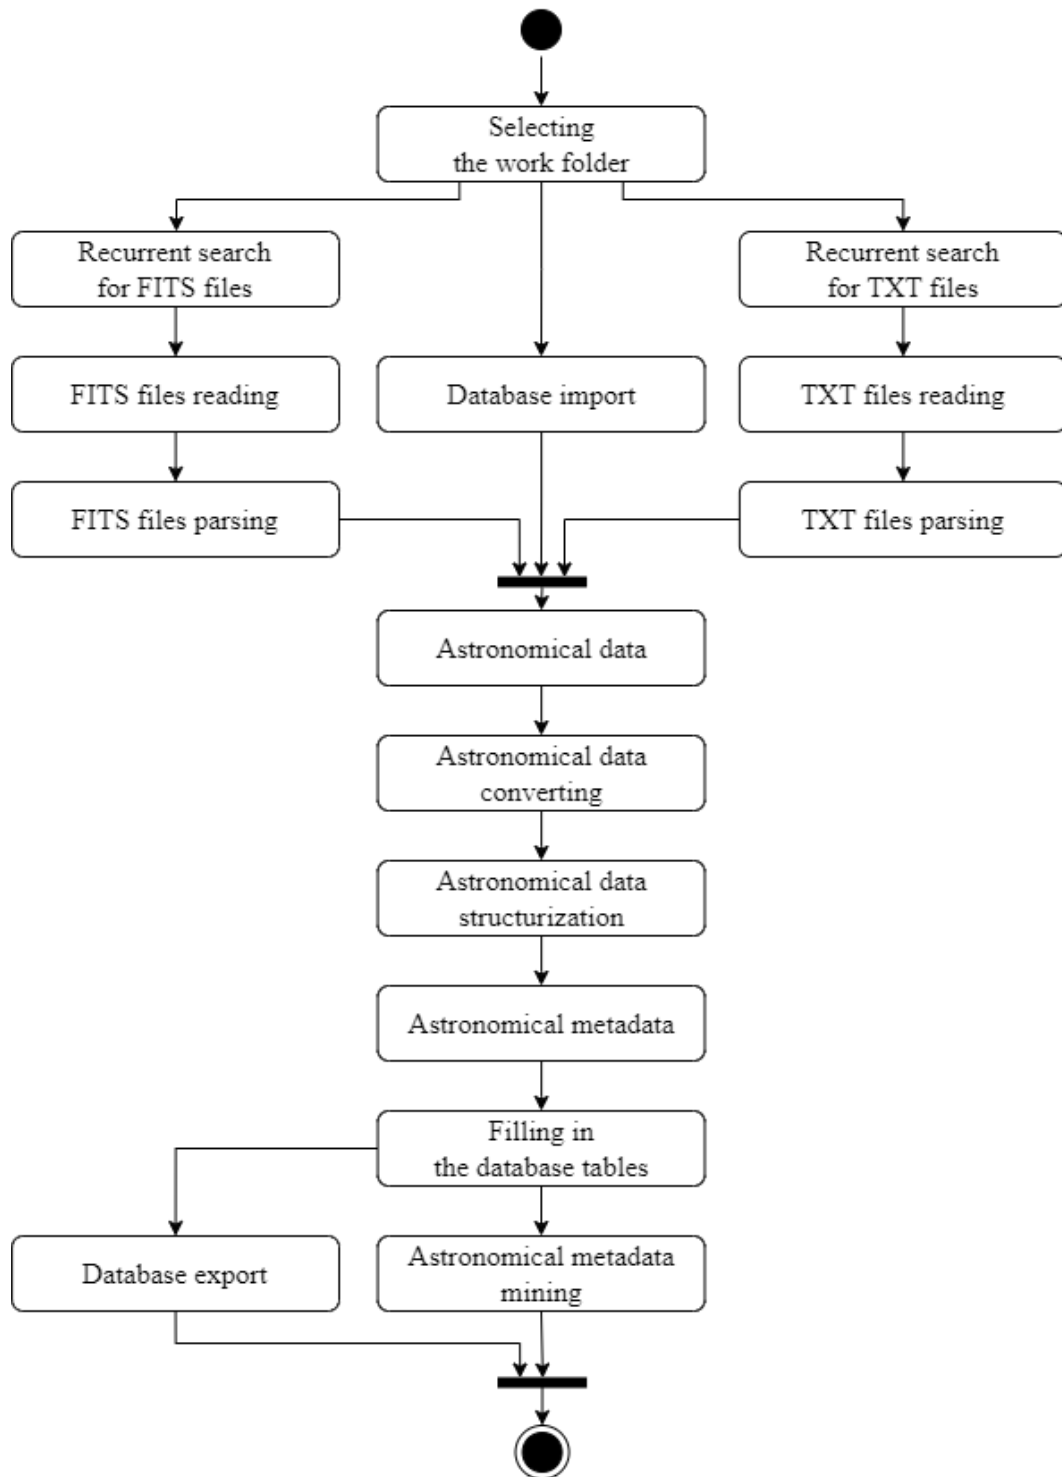 Selecting
the work folder
Recurrent search
for FITS files
Recurrent search
for TXT files
FITS files reading
Database import
TXT files reading
FITS files parsing
TXT files parsing
Astronomical data
Astronomical data
converting
Astronomical data
structurization
Astronomical metadata
Filling in
the database tables
Database export
Astronomical metadata
mining